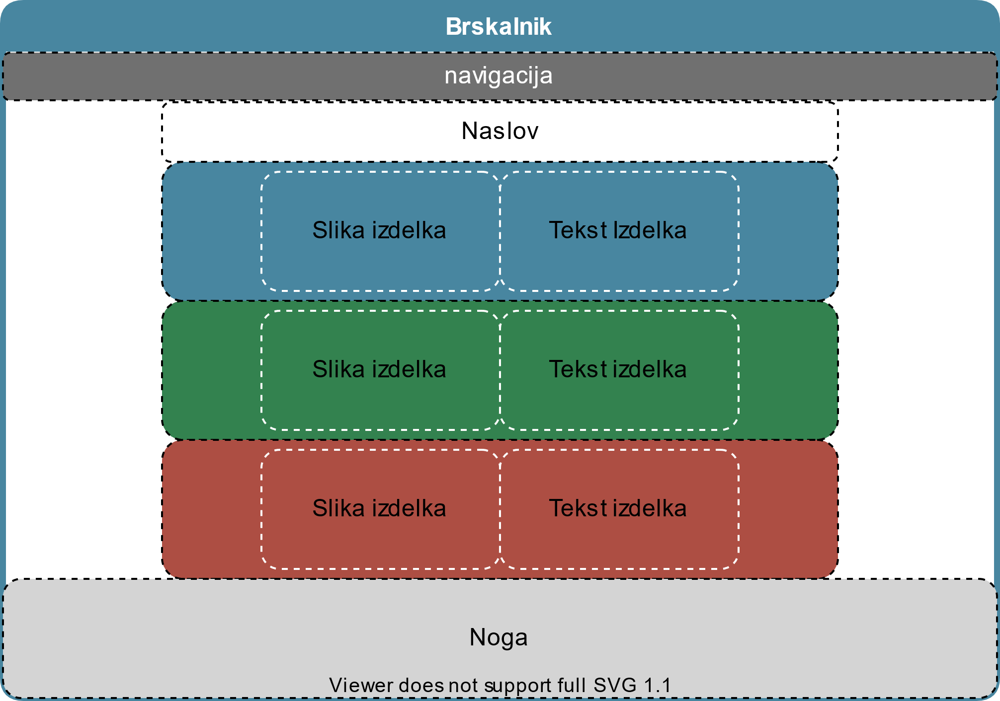 Brskalnik
navigacija
Naslov
Slika izdelka
Tekst Izdelka
Slika izdelka
Tekst izdelka
Slika izdelka
Tekst izdelka
Noga
Viewer does not support full SVG 1.1